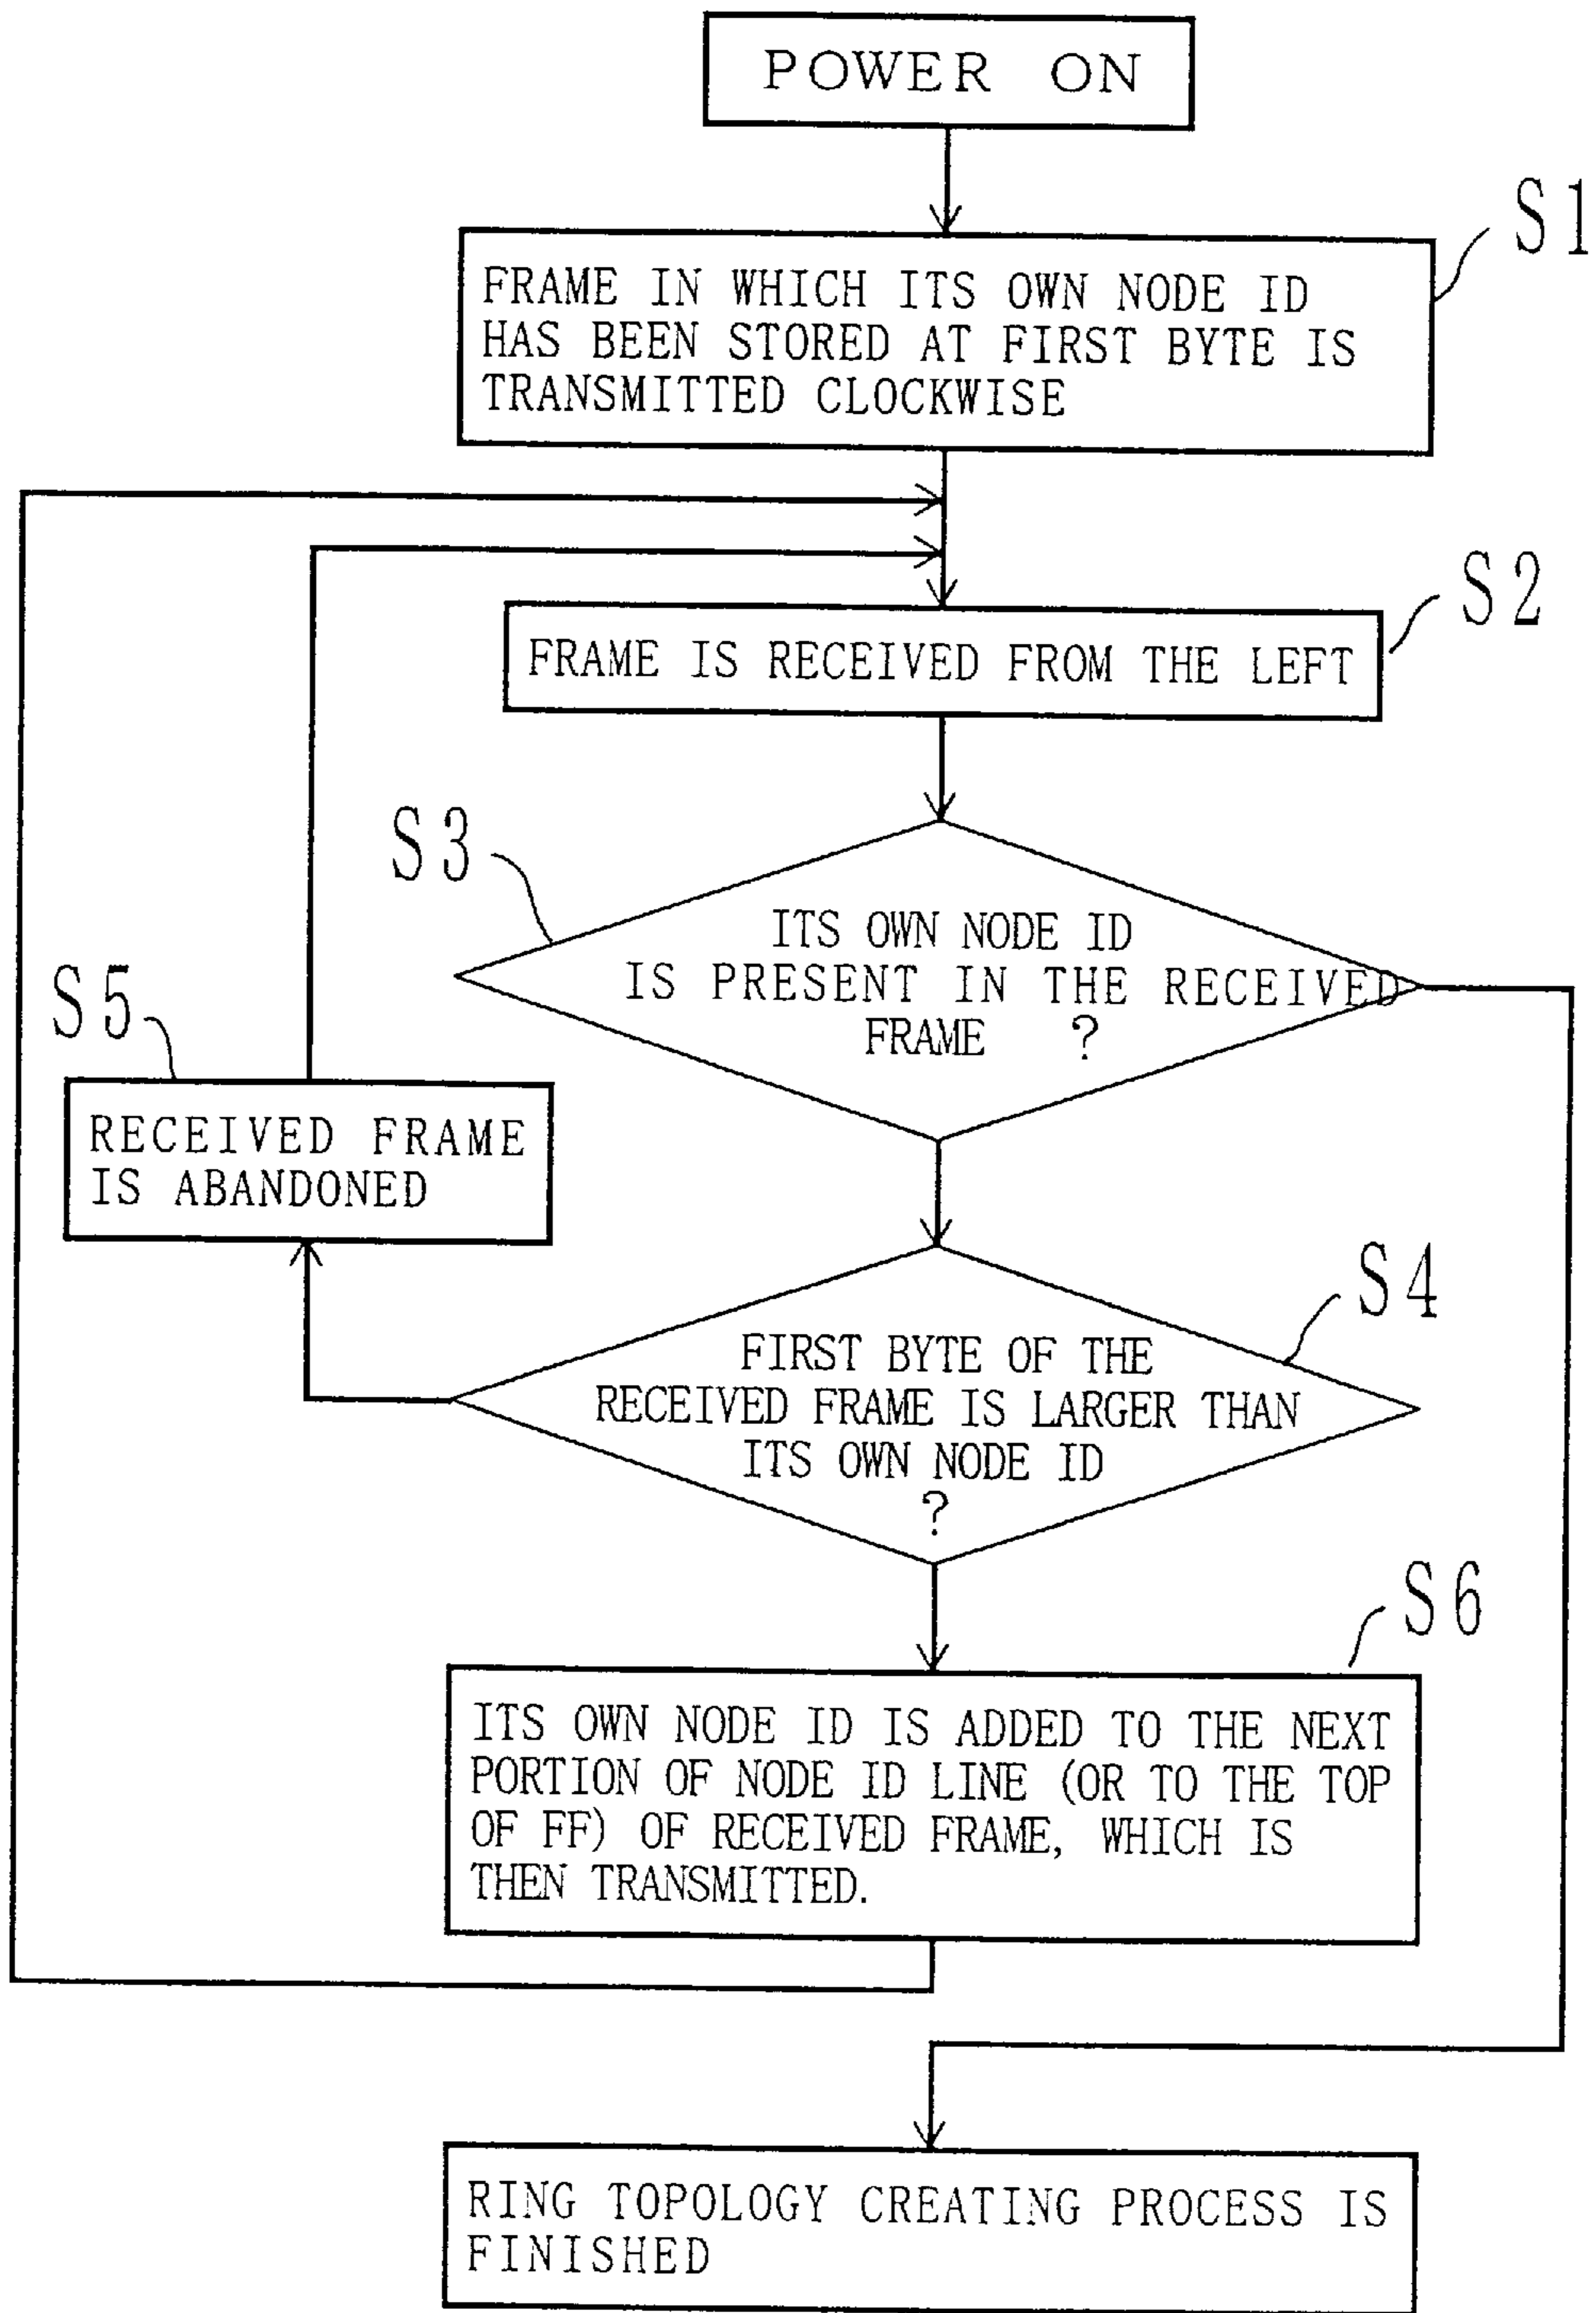 POWER ON
S1
FRAME IN WHICH ITS OWN NODE ID
HAS BEEN STORED AT FIRST BYTE IS
TRANSMITTED CLOCKWISE
S2
FRAME IS RECEIVED FROM THE LEFT
S3
ITS OWN NODE ID
IS PRESENT IN THE RECEIVED
FRAME ?
S5
RECEIVED FRAME
IS ABANDONED
S4
FIRST BYTE OF THE
RECEIVED FRAME IS LARGER THAN
ITS OWN NODE ID
?
S6
ITS OWN NODE ID IS ADDED TO THE NEXT
PORTION OF NODE ID LINE (OR TO THE TOP
OF FF) OF RECEIVED FRAME, WHICH IS
THEN TRANSMITTED.
RING TOPOLOGY CREATING PROCESS IS
FINISHED